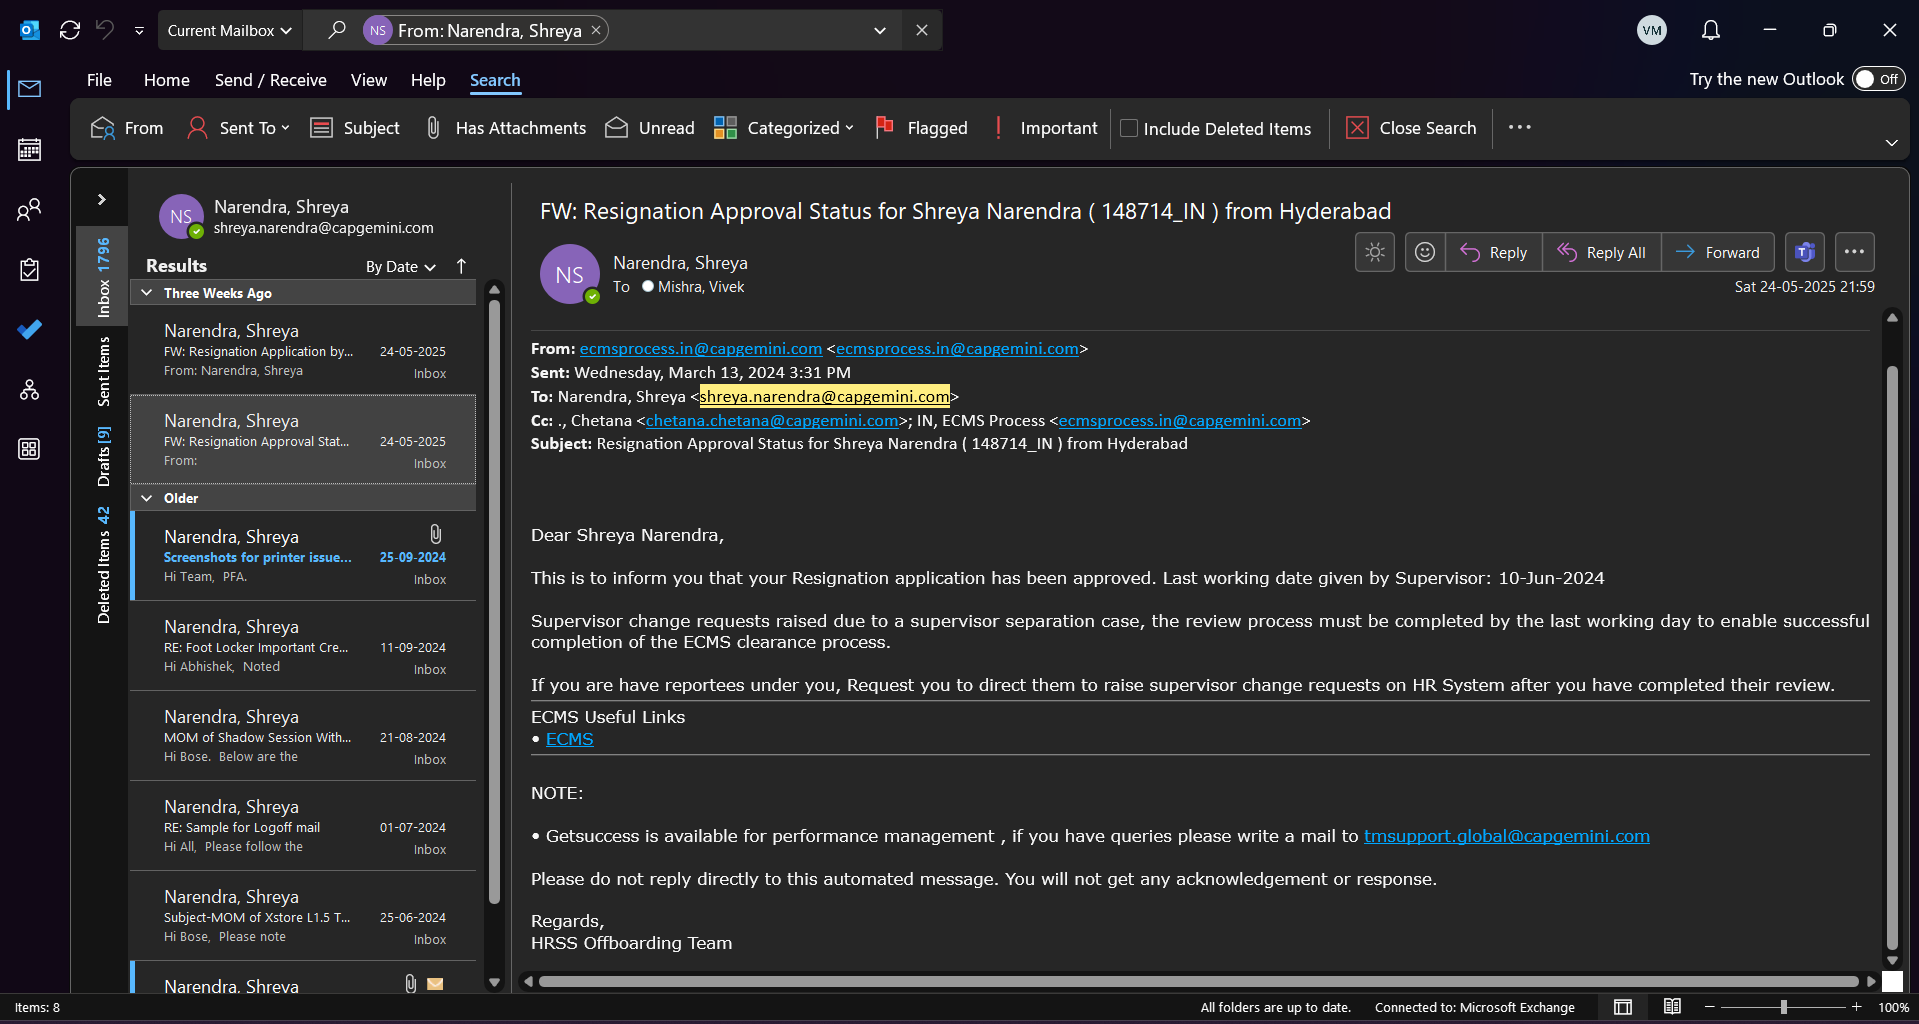 Current Mailbox
NS From: Narendra, Shreya
VM
File Home Send / Receive View Help Search
Try the new Outlook Off
From Sent To Subject Has Attachments Unread Categorized Flagged Important Include Deleted Items Close Search
Inbox 1796
Sent Items
Drafts [9]
Deleted Items 42
NS
Narendra, Shreya
shreya.narendra@capgemini.com
Results By Date
Three Weeks Ago
Narendra, Shreya
FW: Resignation Application by... 24-05-2025
From: Narendra, Shreya Inbox
Narendra, Shreya
FW: Resignation Approval Stat... 24-05-2025
From: Inbox
Older
Narendra, Shreya
Screenshots for printer issue... 25-09-2024
Hi Team, PFA. Inbox
Narendra, Shreya
RE: Foot Locker Important Cre... 11-09-2024
Hi Abhishek, Noted Inbox
Narendra, Shreya
MOM of Shadow Session With... 21-08-2024
Hi Bose. Below are the Inbox
Narendra, Shreya
RE: Sample for Logoff mail 01-07-2024
Hi All, Please follow the Inbox
Narendra, Shreya
Subject-MOM of Xstore L1.5 T... 25-06-2024
Hi Bose, Please note Inbox
Narendra, Shreya
FW: Resignation Approval Status for Shreya Narendra ( 148714_IN ) from Hyderabad
NS
Narendra, Shreya
To Mishra, Vivek
Reply Reply All Forward
Sat 24-05-2025 21:59
From: ecmsprocess.in@capgemini.com <ecmsprocess.in@capgemini.com>
Sent: Wednesday, March 13, 2024 3:31 PM
To: Narendra, Shreya <shreya.narendra@capgemini.com>
Cc: ., Chetana <chetana.chetana@capgemini.com>; IN, ECMS Process <ecmsprocess.in@capgemini.com>
Subject: Resignation Approval Status for Shreya Narendra ( 148714_IN ) from Hyderabad
Dear Shreya Narendra,
This is to inform you that your Resignation application has been approved. Last working date given by Supervisor: 10-Jun-2024
Supervisor change requests raised due to a supervisor separation case, the review process must be completed by the last working day to enable successful
completion of the ECMS clearance process.
If you are have reportees under you, Request you to direct them to raise supervisor change requests on HR System after you have completed their review.
ECMS Useful Links
• ECMS
NOTE:
• Getsuccess is available for performance management , if you have queries please write a mail to tmsupport.global@capgemini.com
Please do not reply directly to this automated message. You will not get any acknowledgement or response.
Regards,
HRSS Offboarding Team
Items: 8 All folders are up to date. Connected to: Microsoft Exchange 100%